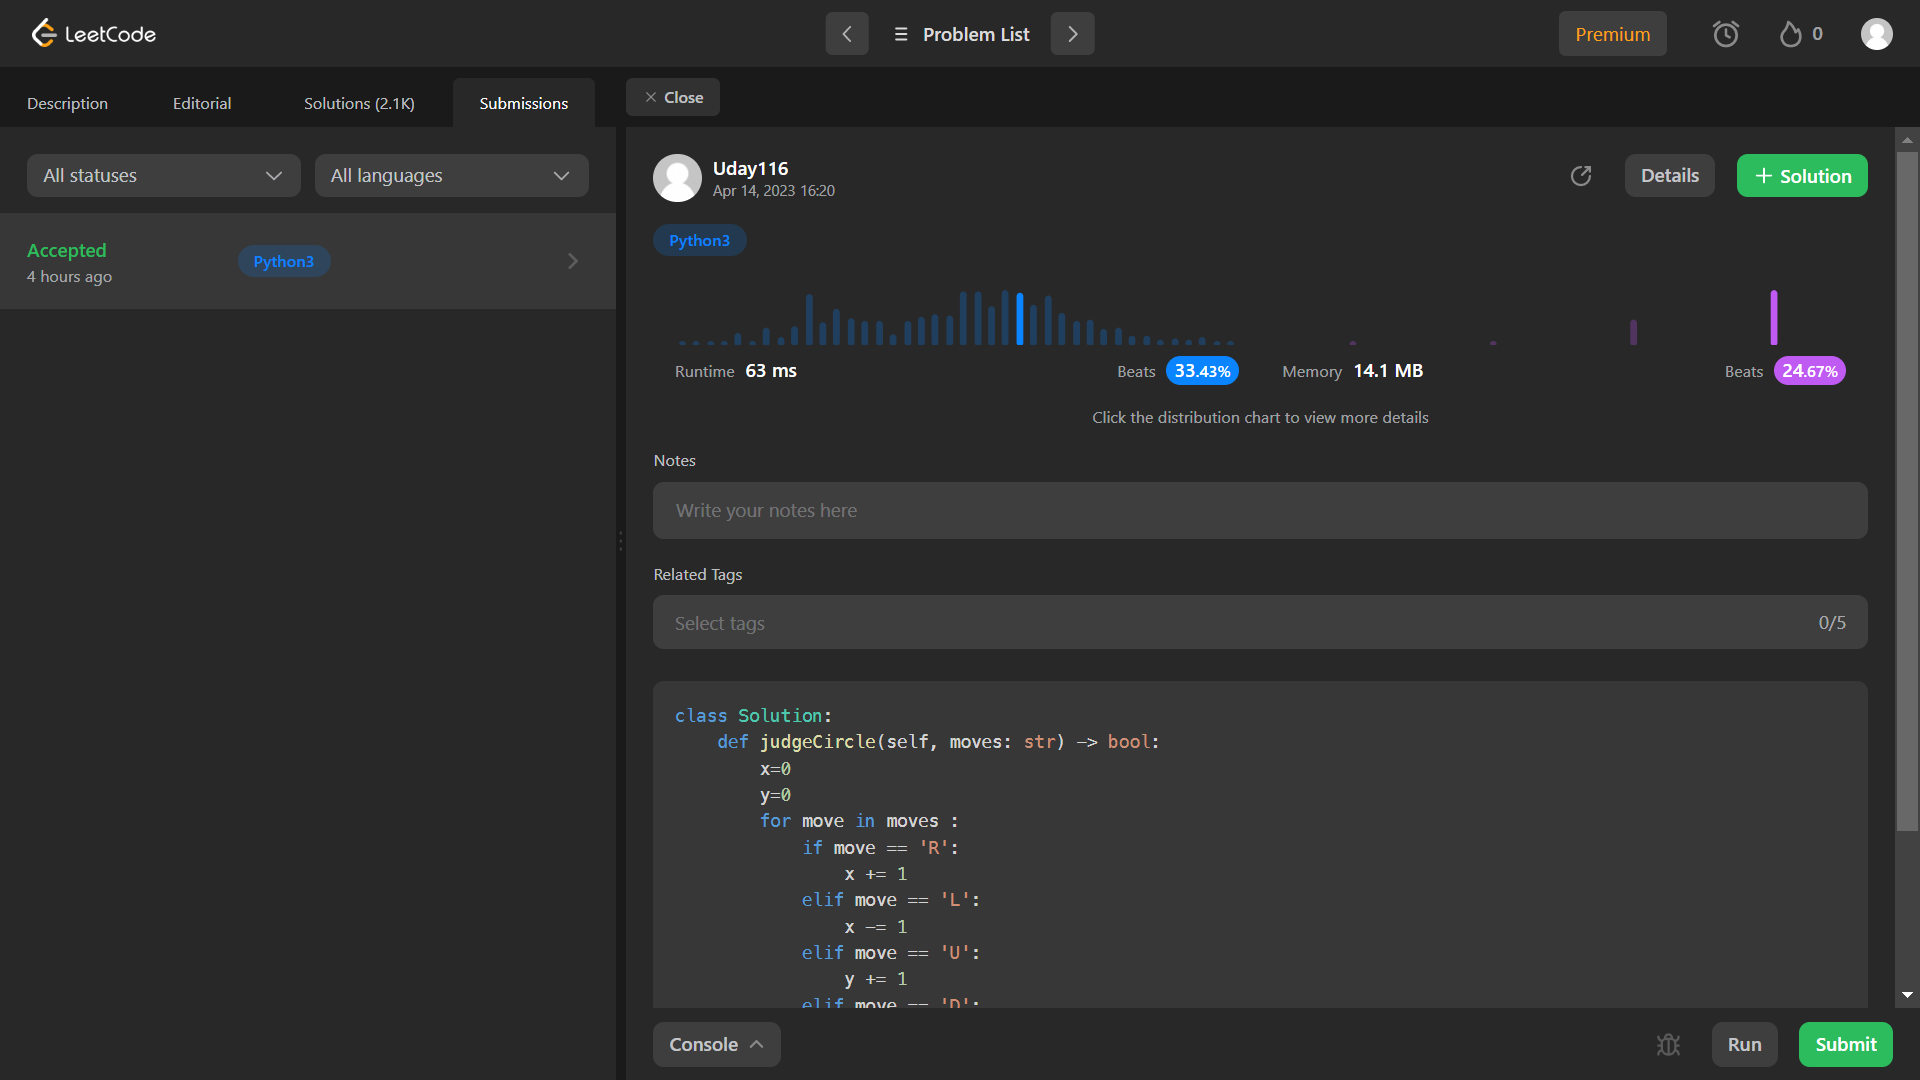 LeetCode
Problem List
Premium
0
Description
Editorial
Solutions (2.1K)
Submissions
Close
All statuses
All languages
Accepted
4 hours ago
Python3
Uday116
Apr 14, 2023 16:20
Details
+ Solution
Python3
Runtime 63 ms
Beats 33.43%
Memory 14.1 MB
Beats 24.67%
Click the distribution chart to view more details
Notes
Write your notes here
Related Tags
Select tags
0/5
class Solution:
    def judgeCircle(self, moves: str) -> bool:
        x=0
        y=0
        for move in moves :
            if move == 'R':
                x += 1
            elif move == 'L':
                x -= 1
            elif move == 'U':
                y += 1
            elif move == 'D':
Console
Run
Submit